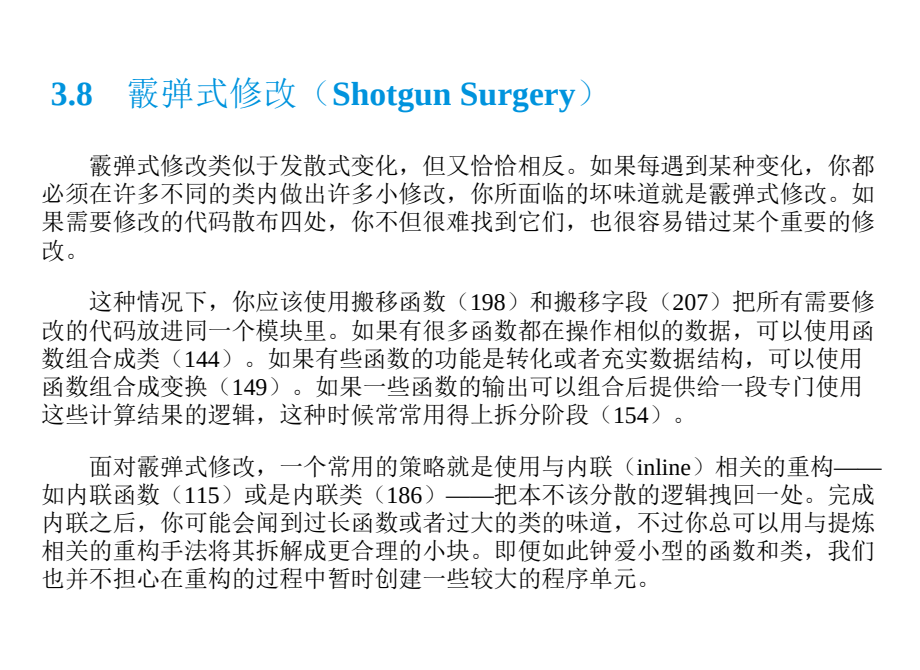 3.8 霰弹式修改（Shotgun Surgery）
霰弹式修改类似于发散式变化，但又恰恰相反。如果每遇到某种变化，你都
必须在许多不同的类内做出许多小修改，你所面临的坏味道就是霰弹式修改。如
果需要修改的代码散布四处，你不但很难找到它们，也很容易错过某个重要的修
改。
这种情况下，你应该使用搬移函数（198）和搬移字段（207）把所有需要修
改的代码放进同一个模块里。如果有很多函数都在操作相似的数据，可以使用函
数组合成类（144）。如果有些函数的功能是转化或者充实数据结构，可以使用
函数组合成变换（149）。如果一些函数的输出可以组合后提供给一段专门使用
这些计算结果的逻辑，这种时候常常用得上拆分阶段（154）。
面对霰弹式修改，一个常用的策略就是使用与内联（inline）相关的重构——
如内联函数（115）或是内联类（186）——把本不该分散的逻辑拽回一处。完成
内联之后，你可能会闻到过长函数或者过大的类的味道，不过你总可以用与提炼
相关的重构手法将其拆解成更合理的小块。即便如此钟爱小型的函数和类，我们
也并不担心在重构的过程中暂时创建一些较大的程序单元。